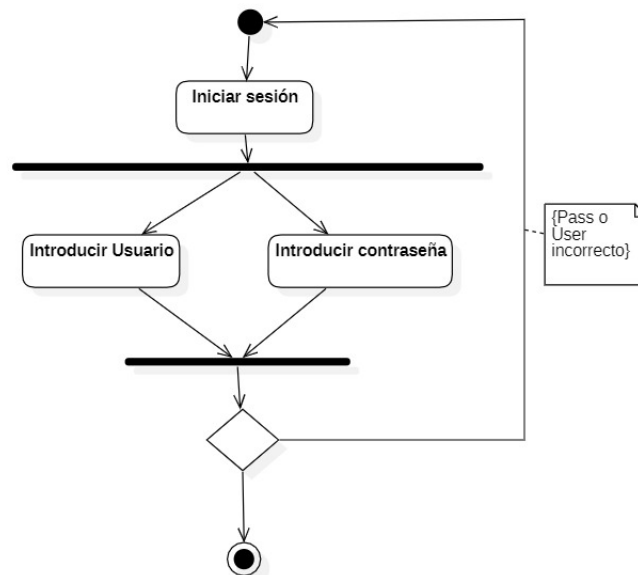 Iniciar sesión
{Pass o
User
incorrecto}
Introducir Usuario
Introducir contraseña